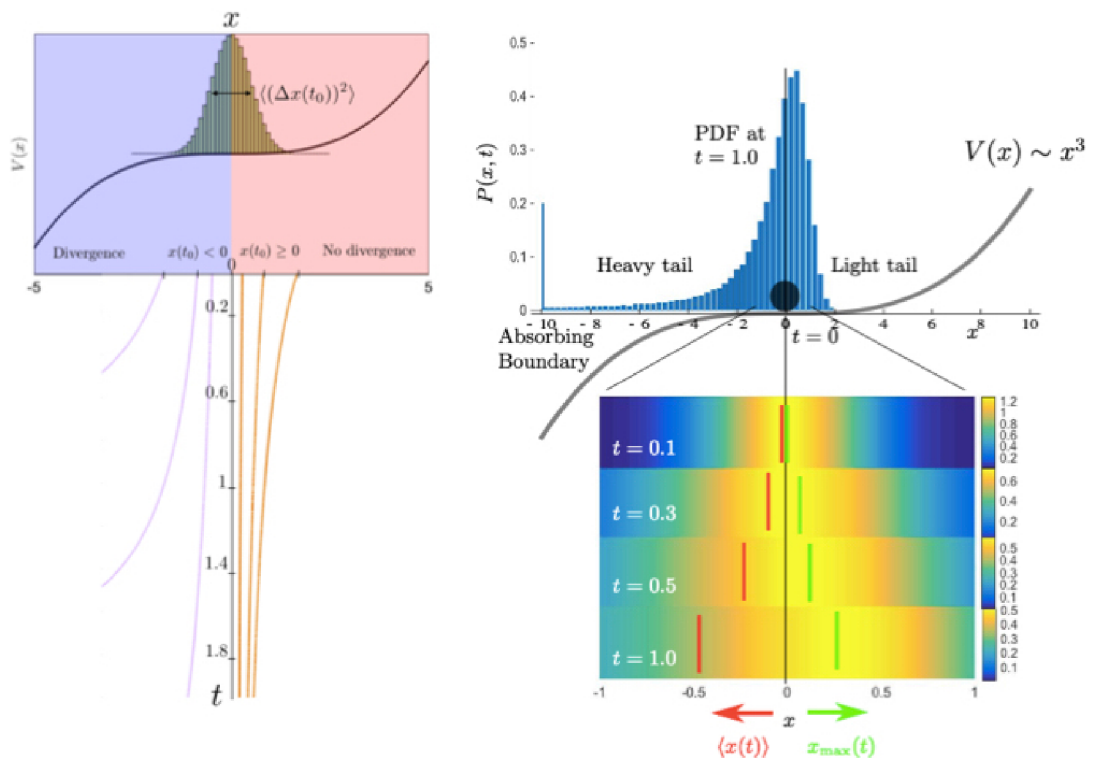 x
V(x)
⟨(Δx(t₀))²⟩
Divergence
x(t₀) < 0
x(t₀) ≥ 0
No divergence
-5
0
5
0.2
0.6
1
1.4
1.8
t
P(x, t)
0.5
0.4
0.3
0.2
0.1
0
PDF at
t = 1.0
V(x) ∼ x³
Heavy tail
Light tail
- 10 - 8 - 6 - 4 - 2 0 2 4 6 8 10
x
t = 0
Absorbing
Boundary
t = 0.1
1.2
1
0.8
0.6
0.4
0.2
t = 0.3
0.6
0.4
0.2
t = 0.5
0.5
0.4
0.3
0.2
0.1
t = 1.0
0.5
0.4
0.3
0.2
0.1
-1 -0.5 0 0.5 1
x
⟨x(t)⟩
xₘₐₓ(t)